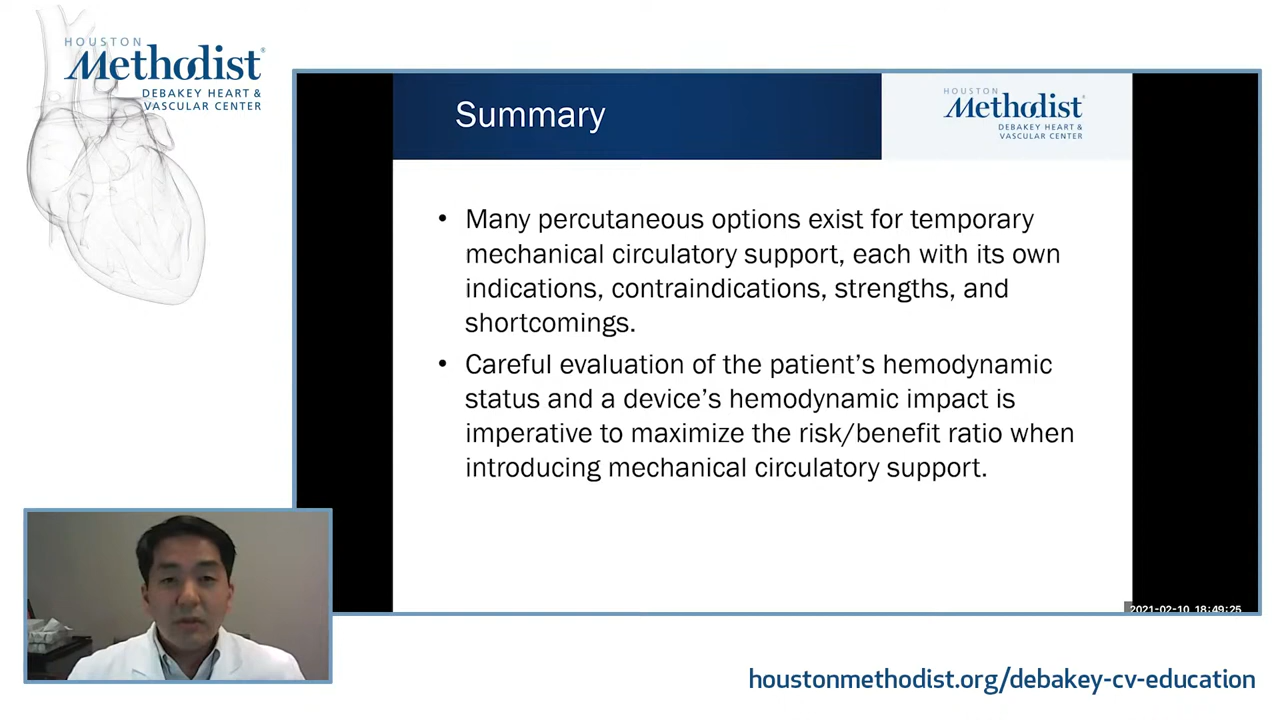 HOUSTON
Methodist®
DEBAKEY HEART &
VASCULAR CENTER
Summary
HOUSTON
Methodist®
DEBAKEY HEART &
VASCULAR CENTER
• Many percutaneous options exist for temporary
mechanical circulatory support, each with its own
indications, contraindications, strengths, and
shortcomings.
• Careful evaluation of the patient’s hemodynamic
status and a device’s hemodynamic impact is
imperative to maximize the risk/benefit ratio when
introducing mechanical circulatory support.
2021-02-10 18:49:25
houstonmethodist.org/debakey-cv-education